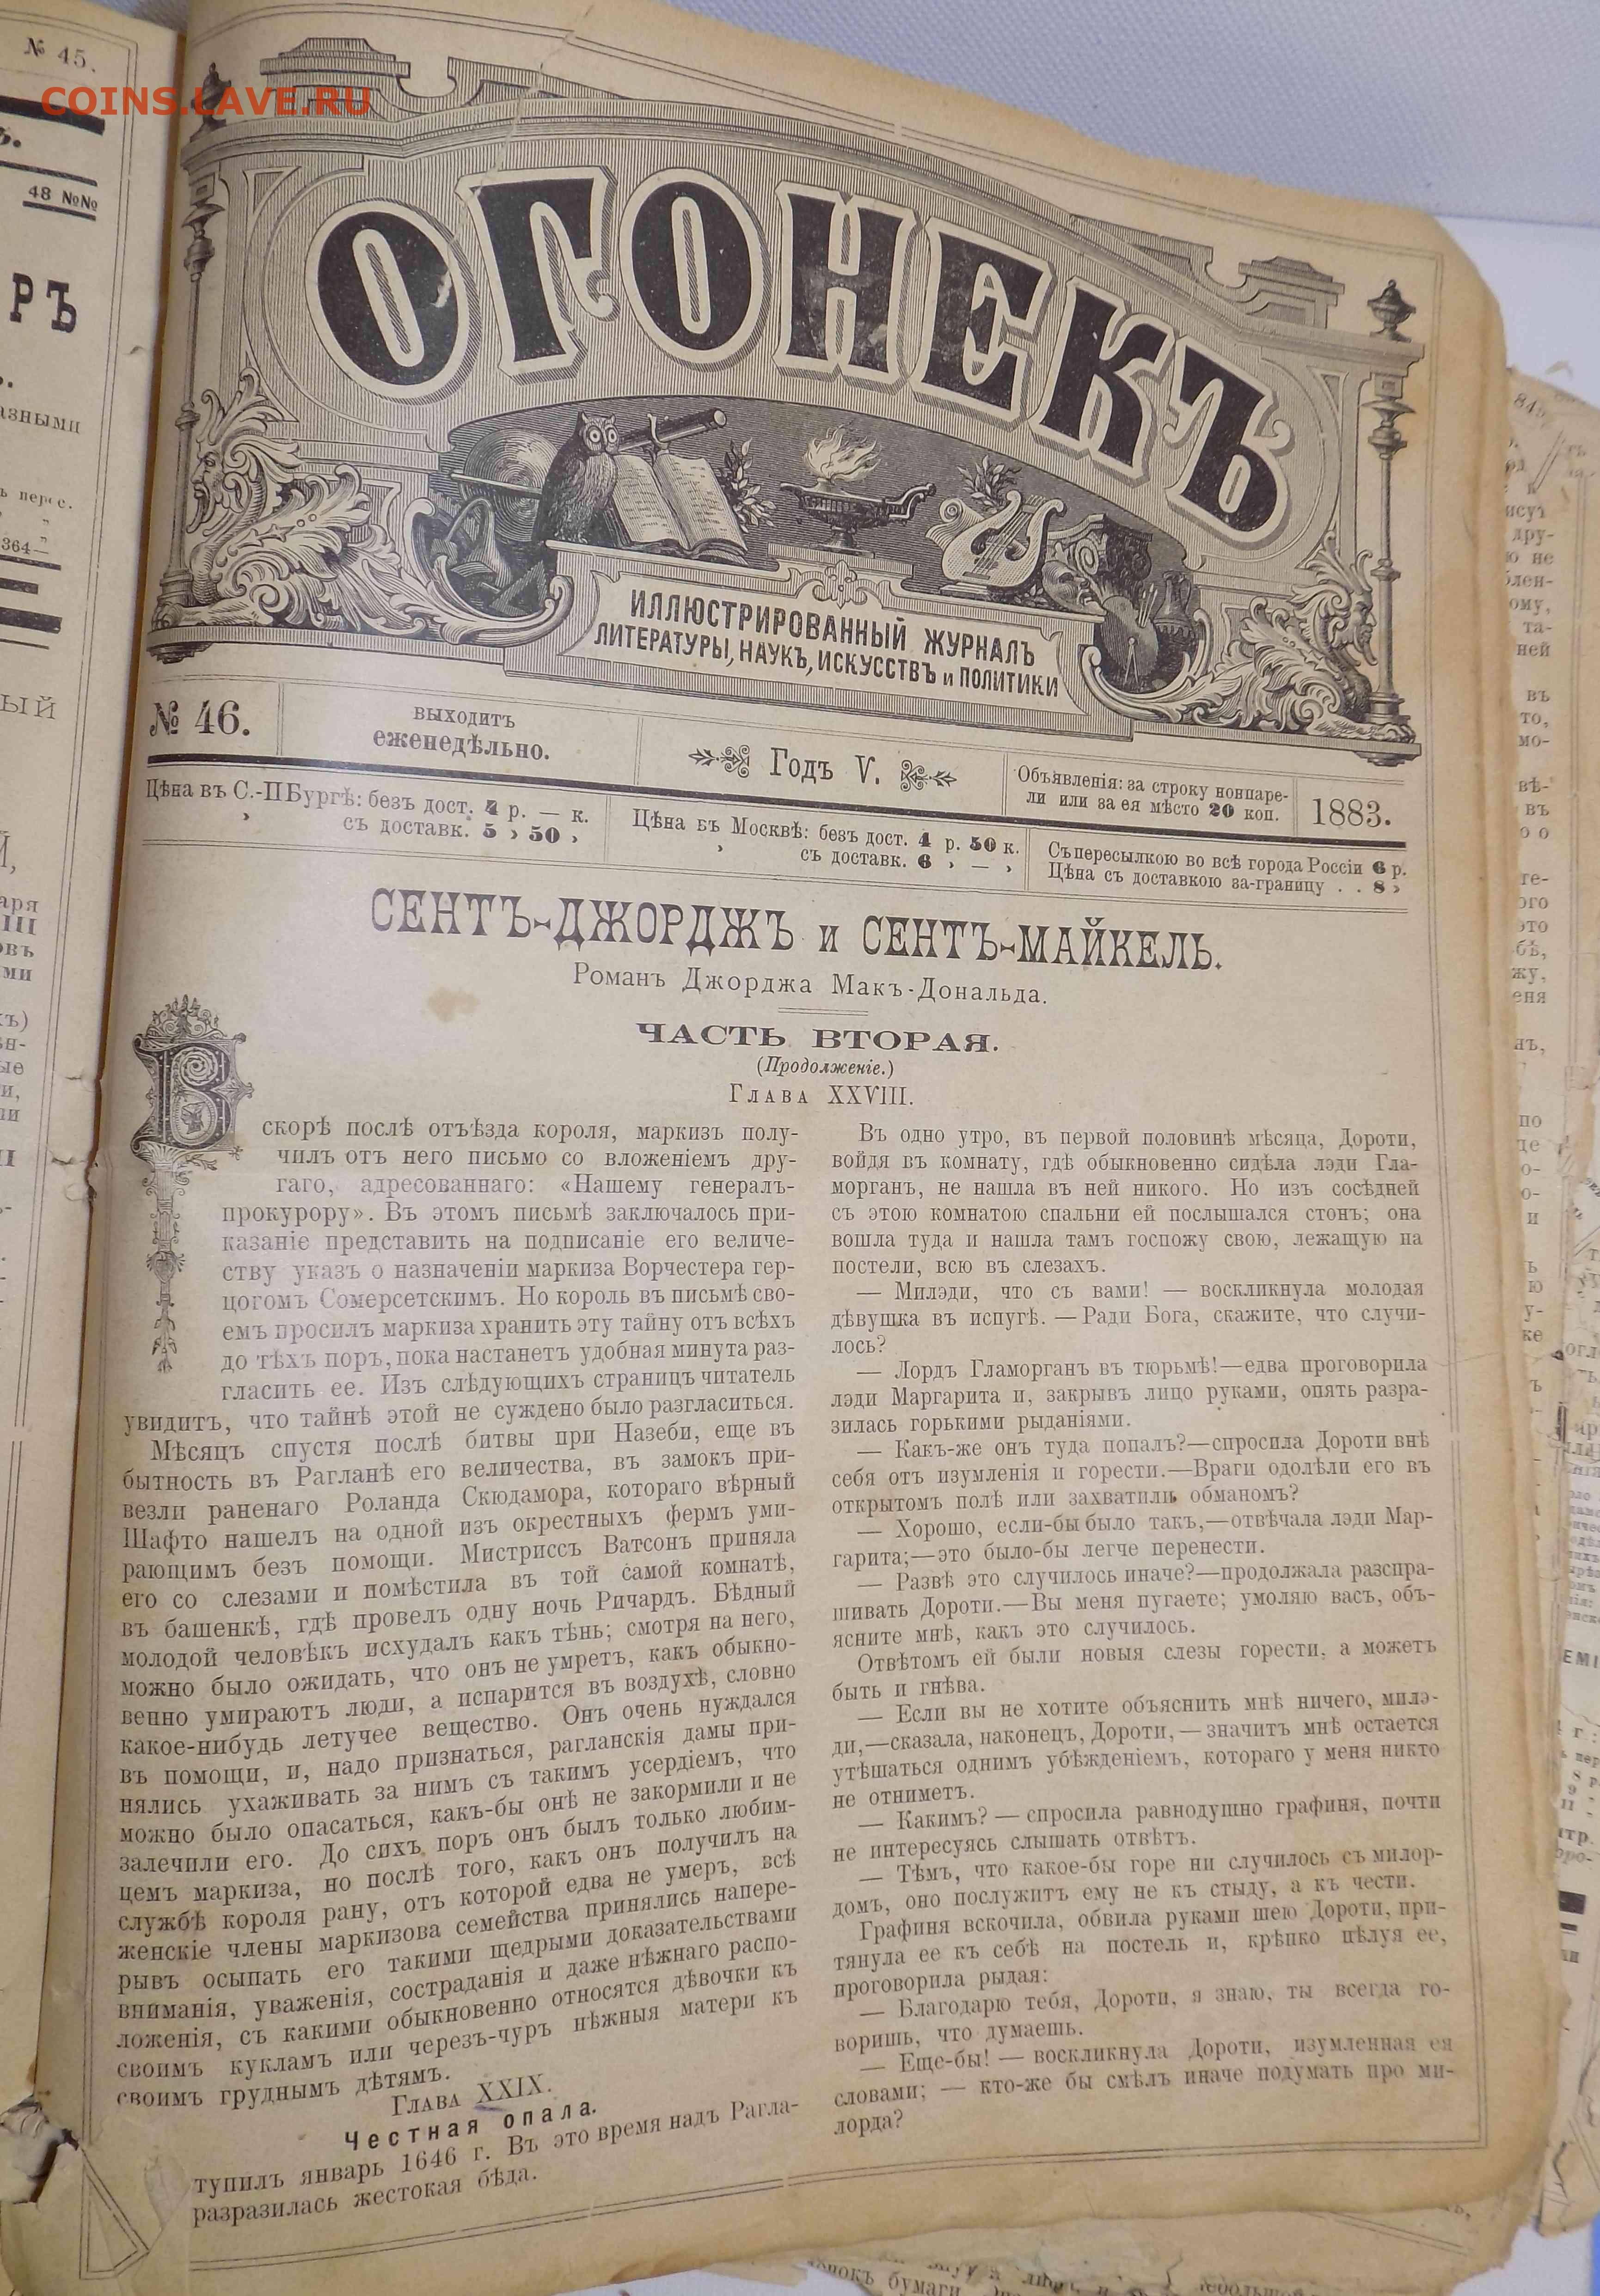 № 45.
COINS.LAVE.RU
48 №№
РЪ
ОГОНЕКЪ
ИЛЛЮСТРИРОВАННЫЙ ЖУРНАЛЪ
ЛИТЕРАТУРЫ, НАУКЪ, ИСКУССТВЪ и ПОЛИТИКИ
№ 46.
ВЫХОДИТЪ
еженедѣльно.
Годъ V.
Объявленія: за строку нонпаре-
ли или за ея мѣсто 20 коп.
1883.
Цѣна въ С.-ПБургѣ: безъ дост. 4 р. — к.
› съ доставк. 5 › 50 ›
Цѣна въ Москвѣ: безъ дост. 4 р. 50 к.
› съ доставк. 6 › — ›
Съ пересылкою во всѣ города Россіи 6 р.
Цѣна съ доставкою за-границу . . 8 ›
СЕНТЪ-ДЖОРДЖЪ и СЕНТЪ-МАЙКЕЛЬ.
Романъ Джорджа Макъ-Дональда.
ЧАСТЬ ВТОРАЯ.
(Продолженіе.)
Глава XXVIII.
Вскорѣ послѣ отъѣзда короля, маркизъ полу-
чилъ отъ него письмо со вложеніемъ дру-
гаго, адресованнаго: «Нашему генералъ-
прокурору». Въ этомъ письмѣ заключалось при-
казаніе представить на подписаніе его величе-
ству указъ о назначеніи маркиза Ворчестера гер-
цогомъ Сомерсетскимъ. Но король въ письмѣ сво-
емъ просилъ маркиза хранить эту тайну отъ всѣхъ
до тѣхъ поръ, пока настанетъ удобная минута раз-
гласить ее. Изъ слѣдующихъ страницъ читатель
увидитъ, что тайнѣ этой не суждено было разгласиться.
Мѣсяцъ спустя послѣ битвы при Назеби, еще въ
бытность въ Рагланѣ его величества, въ замокъ при-
везли раненаго Роланда Скюдамора, котораго вѣрный
Шафто нашелъ на одной изъ окрестныхъ фермъ уми-
рающимъ безъ помощи. Мистриссъ Ватсонъ приняла
его со слезами и помѣстила въ той самой комнатѣ,
въ башенкѣ, гдѣ провелъ одну ночь Ричардъ. Бѣдный
молодой человѣкъ исхудалъ какъ тѣнь; смотря на него,
можно было ожидать, что онъ не умретъ, какъ обыкно-
венно умираютъ люди, а испарится въ воздухѣ, словно
какое-нибудь летучее вещество. Онъ очень нуждался
въ помощи, и, надо признаться, рагланскія дамы при-
нялись ухаживать за нимъ съ такимъ усердіемъ, что
можно было опасаться, какъ-бы онѣ не закормили и не
залечили его. До сихъ поръ онъ былъ только любим-
цемъ маркиза, но послѣ того, какъ онъ получилъ на
службѣ короля рану, отъ которой едва не умеръ, всѣ
женскіе члены маркизова семейства принялись напере-
рывъ осыпать его такими щедрыми доказательствами
вниманія, уваженія, состраданія и даже нѣжнаго распо-
ложенія, съ какими обыкновенно относятся дѣвочки къ
своимъ кукламъ или черезъ-чуръ нѣжныя матери къ
своимъ груднымъ дѣтямъ.
Глава XXIX.
Честная опала.
тупилъ январь 1646 г. Въ это время надъ Рагла-
разразилась жестокая бѣда.
Въ одно утро, въ первой половинѣ мѣсяца, Дороти,
войдя въ комнату, гдѣ обыкновенно сидѣла лэди Гла-
морганъ, не нашла въ ней никого. Но изъ сосѣдней
съ этою комнатою спальни ей послышался стонъ; она
вошла туда и нашла тамъ госпожу свою, лежащую на
постели, всю въ слезахъ.
— Милэди, что съ вами! — воскликнула молодая
дѣвушка въ испугѣ. — Ради Бога, скажите, что случи-
лось?
— Лордъ Гламорганъ въ тюрьмѣ!—едва проговорила
лэди Маргарита и, закрывъ лицо руками, опять разра-
зилась горькими рыданіями.
— Какъ-же онъ туда попалъ?—спросила Дороти внѣ
себя отъ изумленія и горести.—Враги одолѣли его въ
открытомъ полѣ или захватили обманомъ?
— Хорошо, если-бы было такъ,—отвѣчала лэди Мар-
гарита;—это было-бы легче перенести.
— Развѣ это случилось иначе?—продолжала разспра-
шивать Дороти.—Вы меня пугаете; умоляю васъ, объ-
ясните мнѣ, какъ это случилось.
Отвѣтомъ ей были новыя слезы горести, а можетъ
быть и гнѣва.
— Если вы не хотите объяснить мнѣ ничего, милэ-
ди,—сказала, наконецъ, Дороти,—значитъ мнѣ остается
утѣшаться однимъ убѣжденіемъ, котораго у меня никто
не отниметъ.
— Какимъ? — спросила равнодушно графиня, почти
не интересуясь слышать отвѣтъ.
— Тѣмъ, что какое-бы горе ни случилось съ милор-
домъ, оно послужитъ ему не къ стыду, а къ чести.
Графиня вскочила, обвила руками шею Дороти, при-
тянула ее къ себѣ на постель и, крѣпко цѣлуя ее,
проговорила рыдая:
— Благодарю тебя, Дороти, я знаю, ты всегда го-
воришь, что думаешь.
— Еще-бы! — воскликнула Дороти, изумленная ея
словами; — кто-же бы смѣлъ иначе подумать про ми-
лорда?